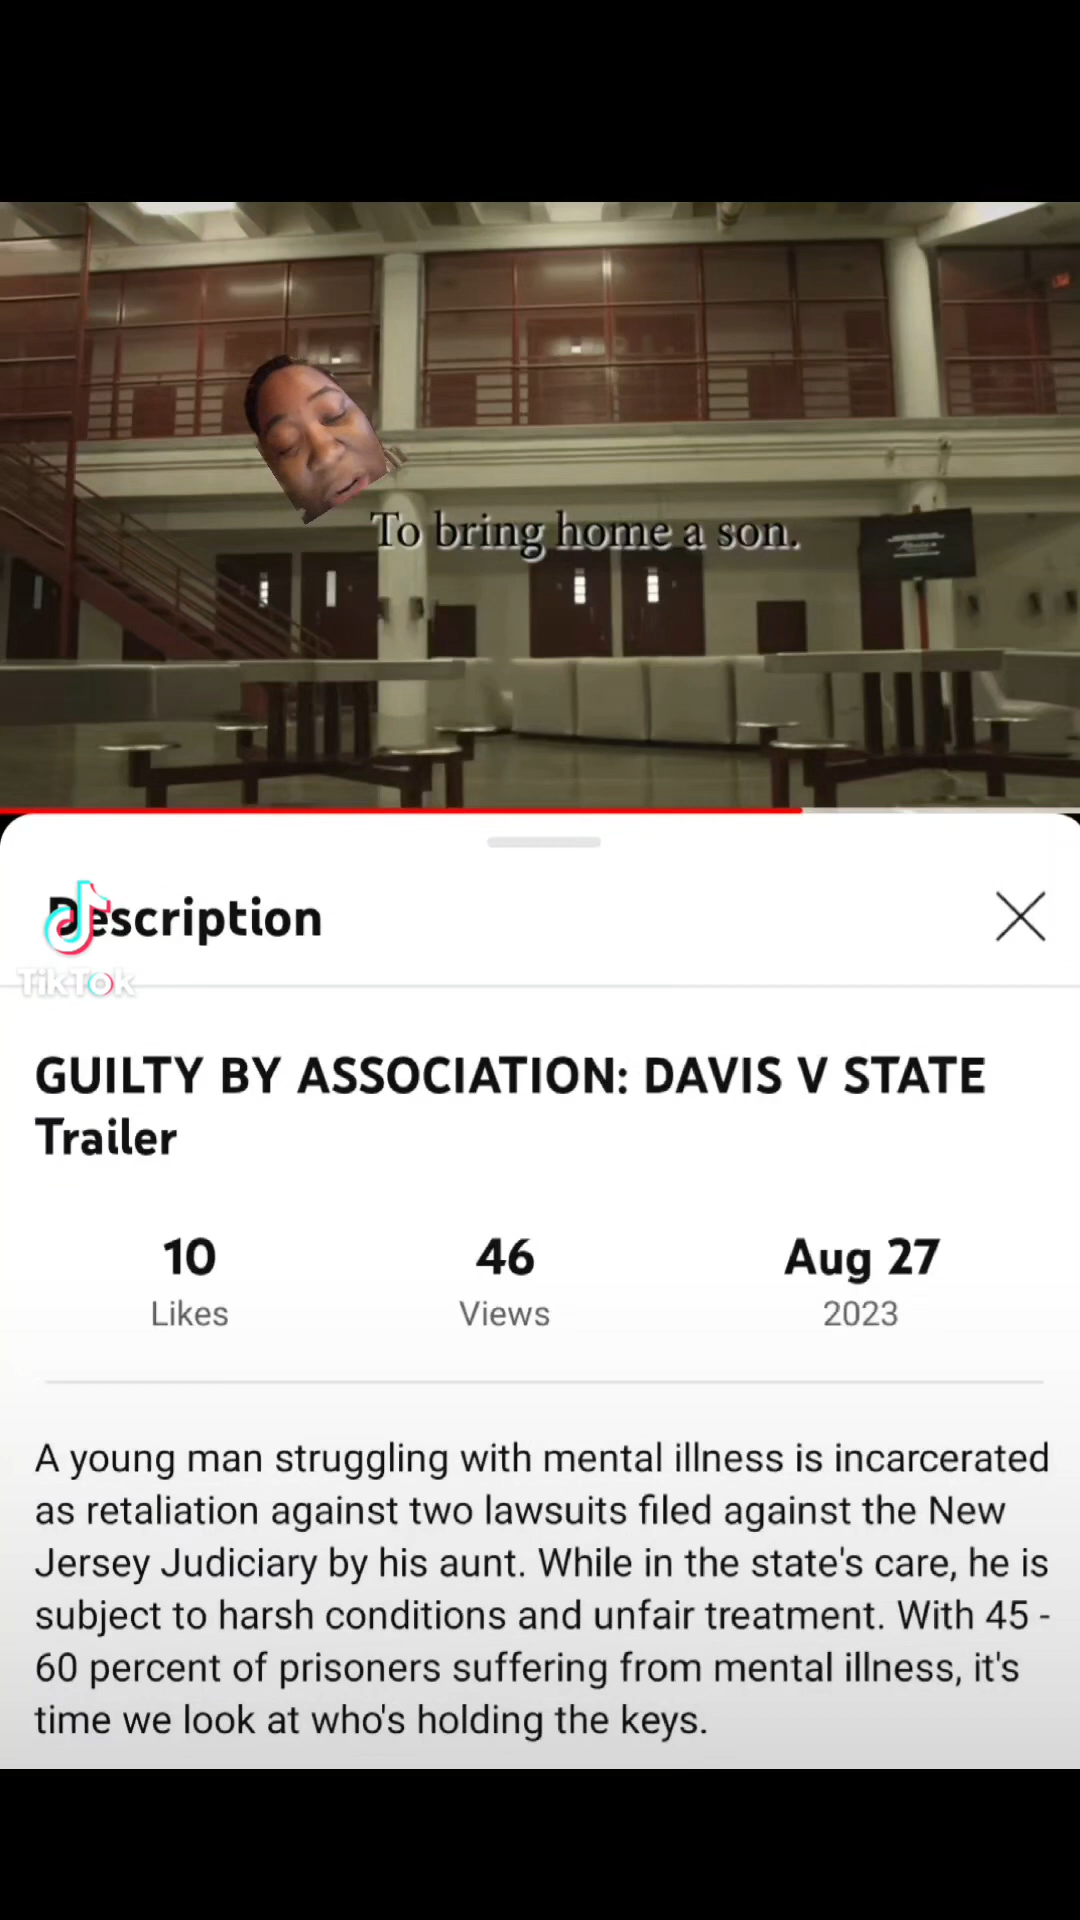 To bring home a son.
Description
TikTok
GUILTY BY ASSOCIATION: DAVIS V STATE
Trailer
10
46
Aug 27
Likes
Views
2023
A young man struggling with mental illness is incarcerated
as retaliation against two lawsuits filed against the New
Jersey Judiciary by his aunt. While in the state's care, he is
subject to harsh conditions and unfair treatment. With 45 -
60 percent of prisoners suffering from mental illness, it's
time we look at who's holding the keys.